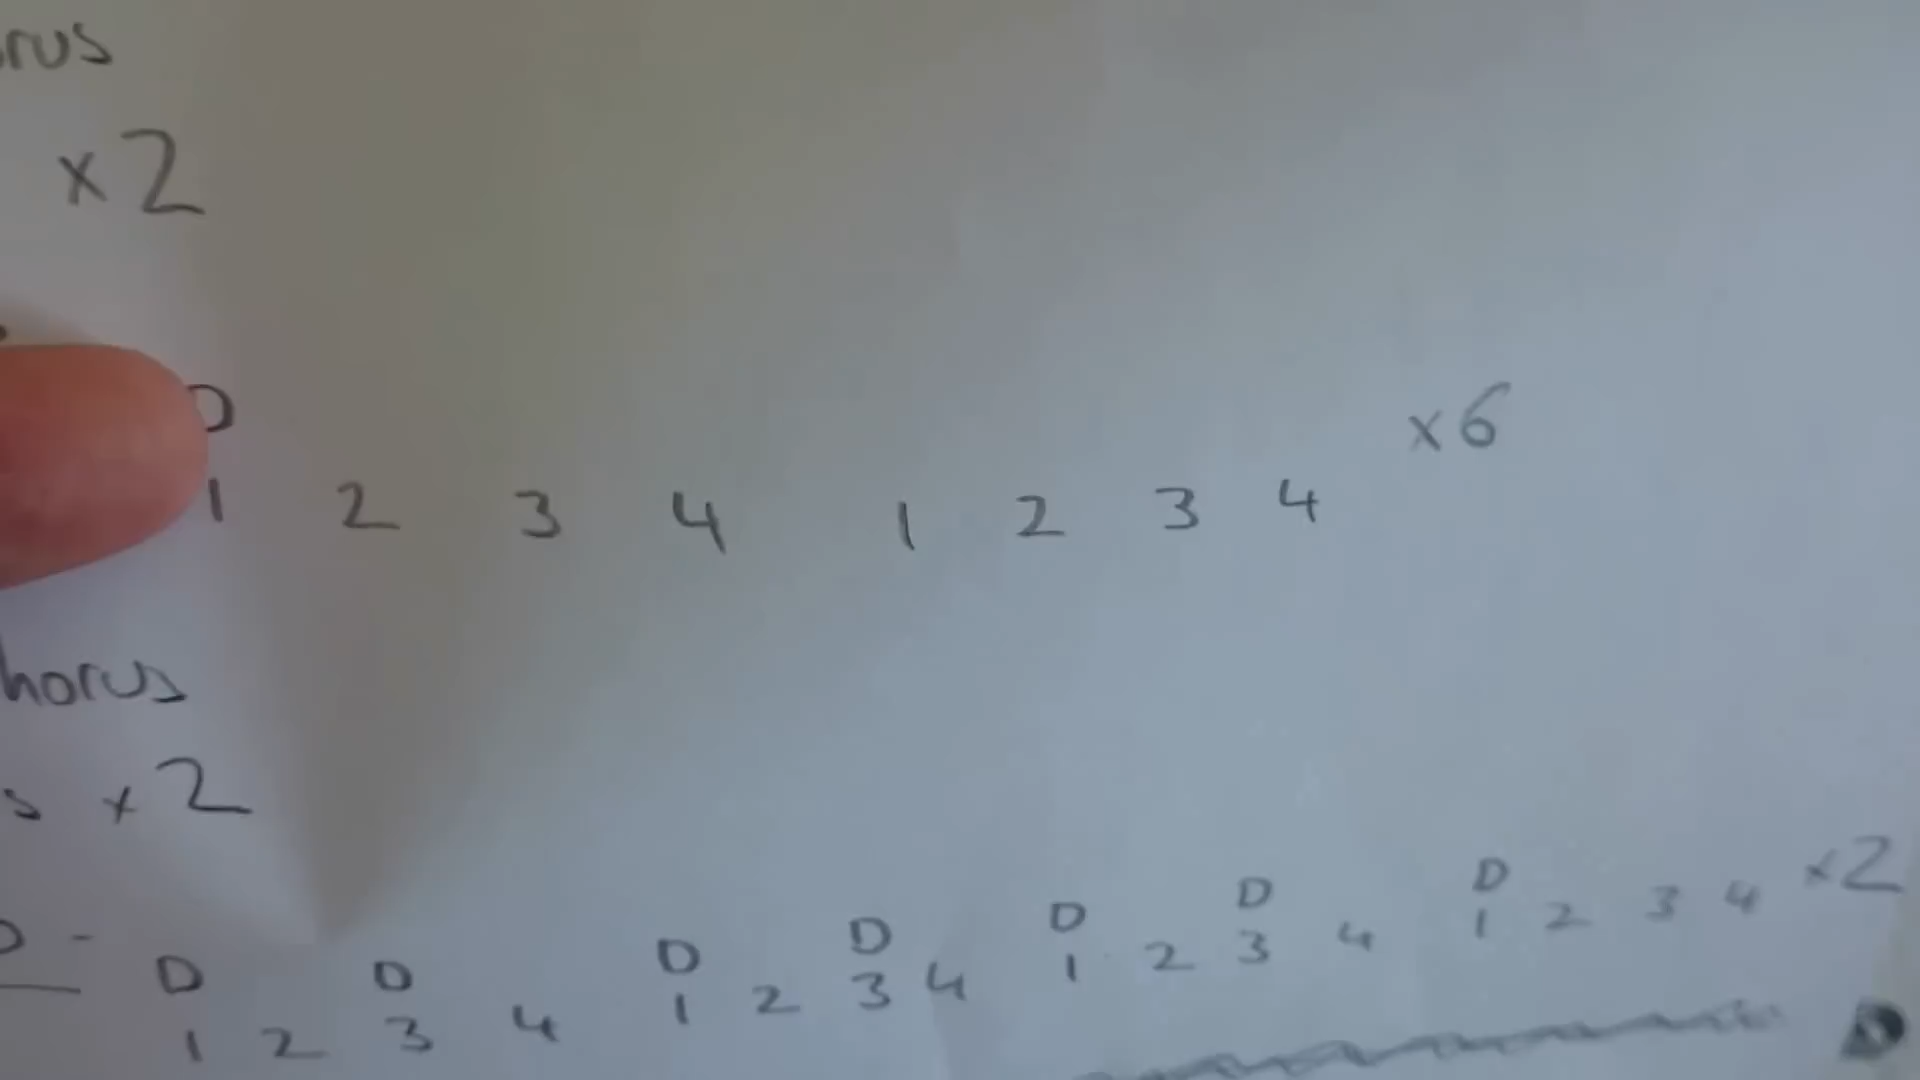 rus
x2
D
1 2 3 4 1 2 3 4 x6
horus
s x2
D -
D D D D D D D x2
1 2 3 4 1 2 3 4 1 2 3 4 1 2 3 4